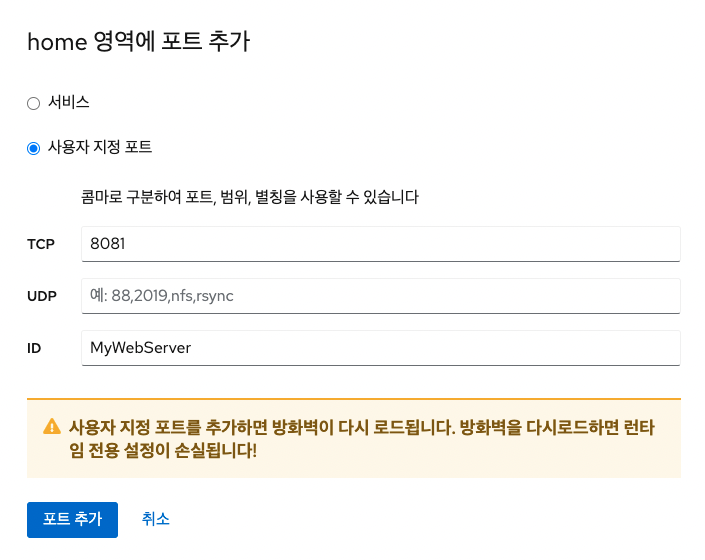 home 영역에 포트 추가
서비스
사용자 지정 포트
콤마로 구분하여 포트, 범위, 별칭을 사용할 수 있습니다
TCP 8081
UDP 예: 88,2019,nfs,rsync
ID MyWebServer
사용자 지정 포트를 추가하면 방화벽이 다시 로드됩니다. 방화벽을 다시로드하면 런타
임 전용 설정이 손실됩니다!
포트 추가 취소